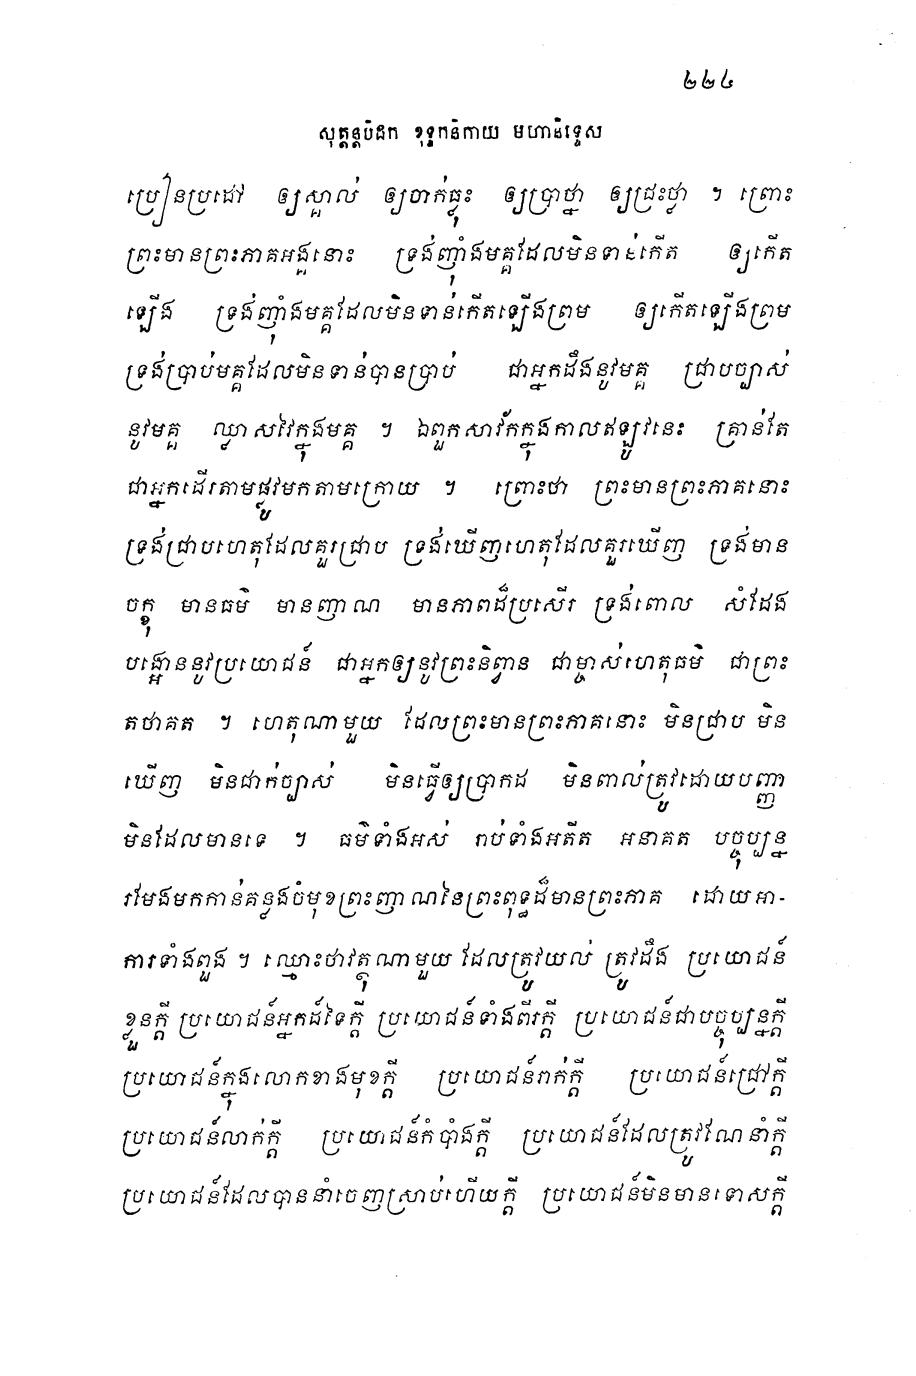 ២២៤
សុត្តន្តបិដក ខុទ្ទកនិកាយ មហានិទ្ទេស
ប្រៀនប្រដៅ ឲ្យស្គាល់ ឲ្យចាក់ធ្លុះ ឲ្យប្រាថ្នា ឲ្យជ្រះថ្លា ។ ព្រោះ
ព្រះមានព្រះភាគអង្គនោះ ទ្រង់ញុំាងមគ្គដែលមិនទាន់កើត ឲ្យកើត
ឡើង ទ្រង់ញុំាងមគ្គដែលមិនទាន់កើតឡើងព្រម ឲ្យកើតឡើងព្រម
ទ្រង់ប្រាប់មគ្គដែលមិនទាន់បានប្រាប់ ជាអ្នកដឹងនូវមគ្គ ជ្រាបច្បាស់
នូវមគ្គ ឈ្លាសវៃក្នុងមគ្គ ។ ឯពួកសាវ័កក្នុងកាលឥឡូវនេះ គ្រាន់តែ
ជាអ្នកដើរតាមផ្លូវមកតាមក្រោយ ។ ព្រោះថា ព្រះមានព្រះភាគនោះ
ទ្រង់ជ្រាបហេតុដែលគួរជ្រាប ទ្រង់ឃើញហេតុដែលគួរឃើញ ទ្រង់មាន
ចក្ខុ មានធម៌ មានញាណ មានភាពដ៏ប្រសើរ ទ្រង់ពោល សំដែង
បង្អោននូវប្រយោជន៍ ជាអ្នកឲ្យនូវព្រះនិព្វាន ជាម្ចាស់ហេតុធម៌ ជាព្រះ
តថាគត ។ ហេតុណាមួយ ដែលព្រះមានព្រះភាគនោះ មិនជ្រាប មិន
ឃើញ មិនជាក់ច្បាស់ មិនធ្វើឲ្យប្រាកដ មិនពាល់ត្រូវដោយបញ្ញា
មិនដែលមានទេ ។ ធម៌ទាំងអស់ រាប់ទាំងអតីត អនាគត បច្ចុប្បន្ន
រមែងមកកាន់គន្លងចំមុខព្រះញាណនៃព្រះពុទ្ធដ៏មានព្រះភាគ ដោយអា-
ការទាំងពួង ។ ឈ្មោះថាវត្ថុណាមួយ ដែលត្រូវយល់ ត្រូវដឹង ប្រយោជន៍
ខ្លួនក្តី ប្រយោជន៍អ្នកដ៍ទៃក្តី ប្រយោជន៍ទាំងពីរក្តី ប្រយោជន៍ជាបច្ចុប្បន្នក្តី
ប្រយោជន៍ក្នុងលោកខាងមុខក្តី ប្រយោជន៍រាក់ក្តី ប្រយោជន៍ជ្រៅក្តី
ប្រយោជន៍លាក់ក្តី ប្រយោជន៍កំបាំងក្តី ប្រយោជន៍ដែលត្រូវណែនាំក្តី
ប្រយោជន៍ដែលបាននាំចេញស្រាប់ហើយក្តី ប្រយោជន៍មិនមានទោសក្តី